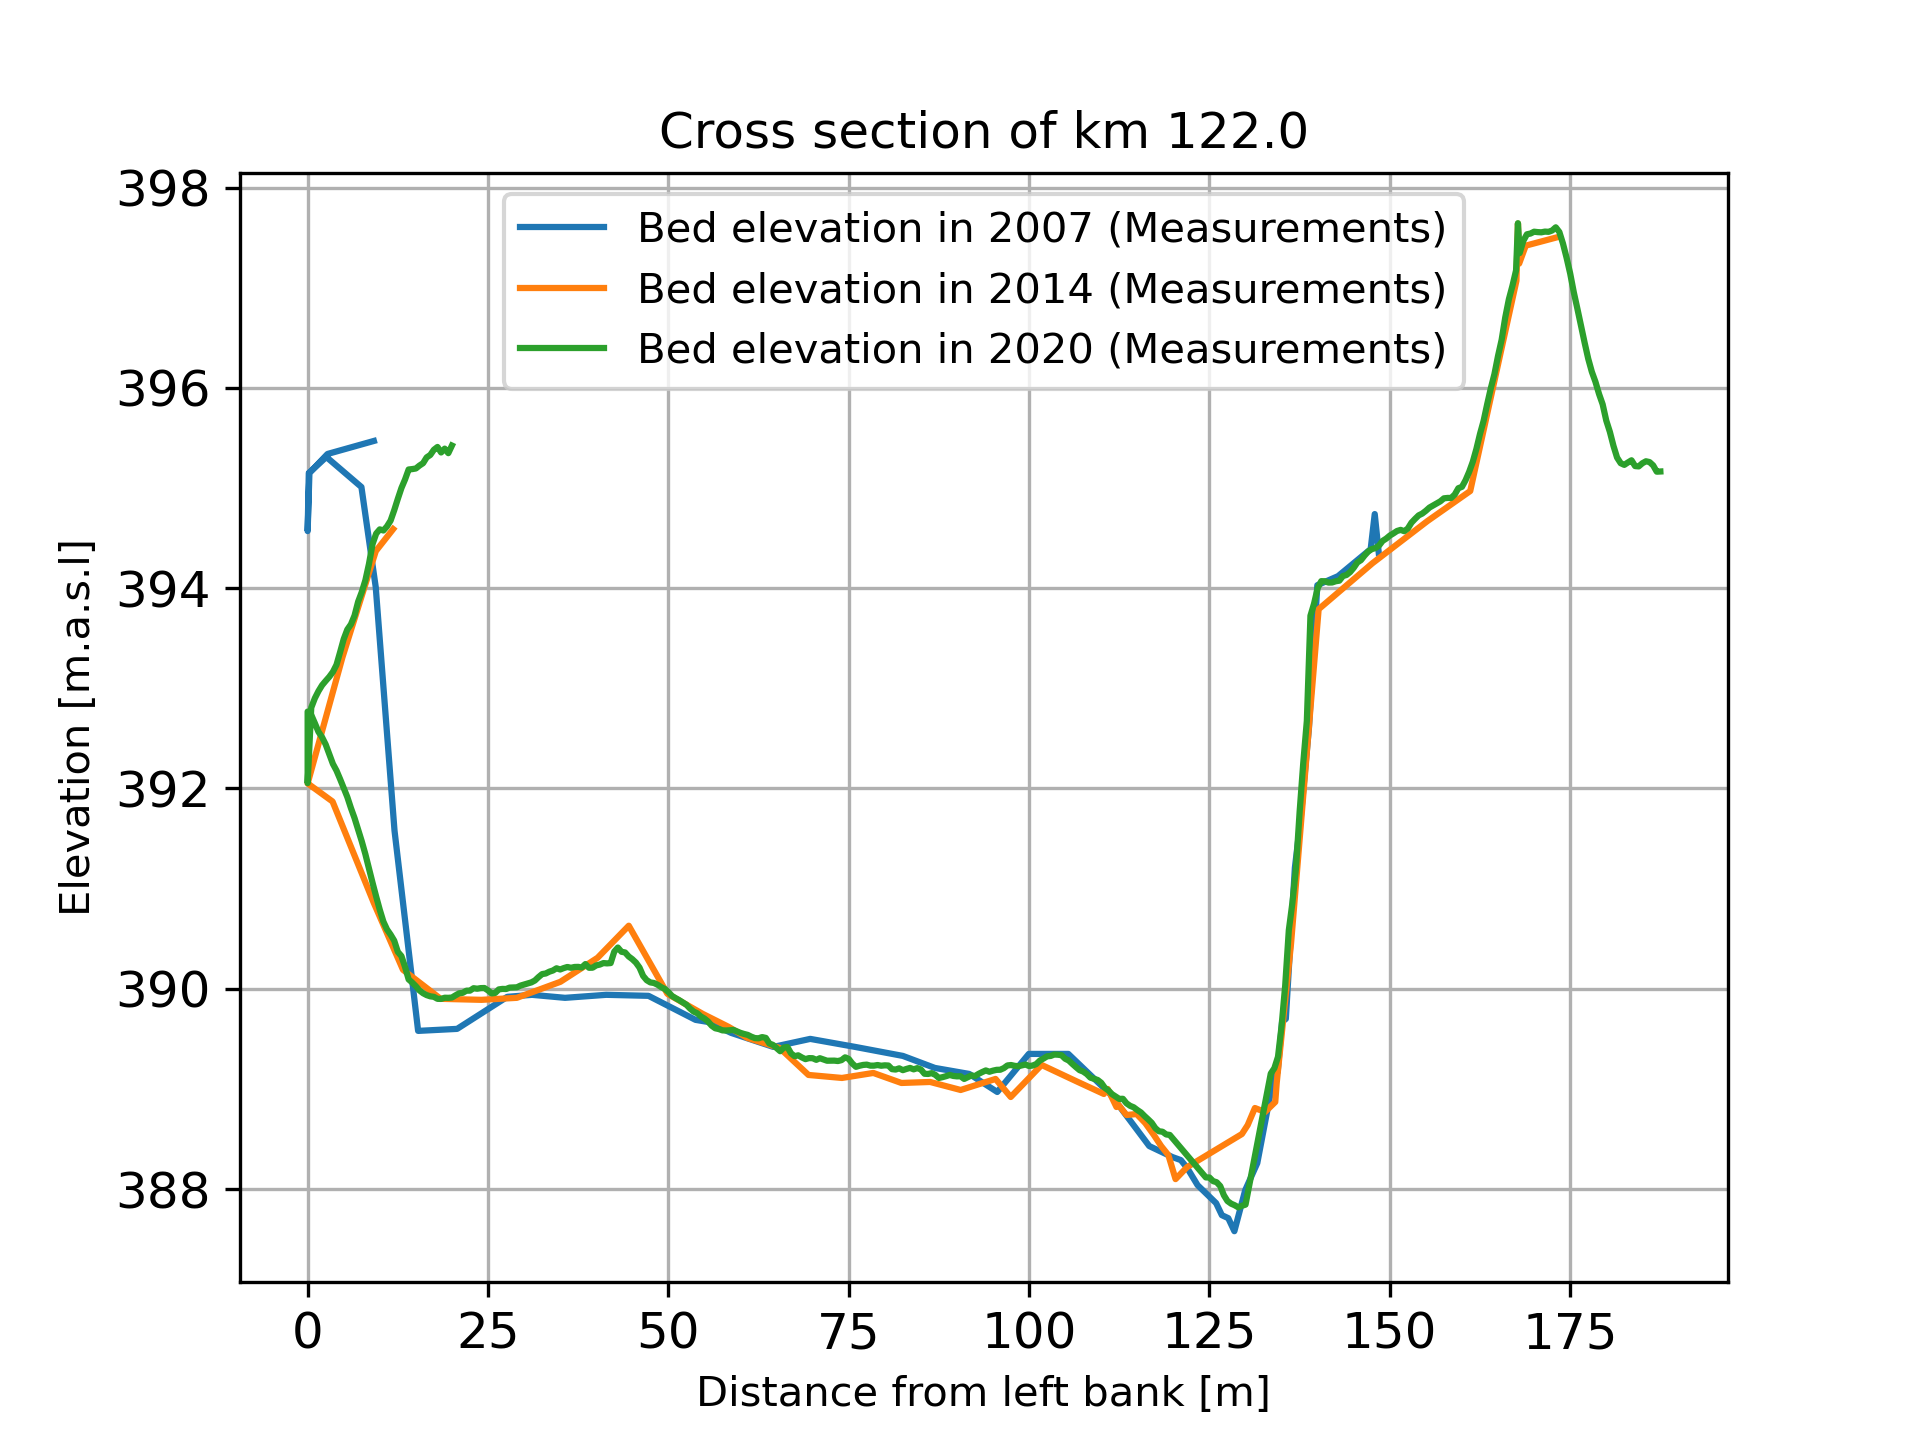 Cross section of km 122.0
398
396
394
392
390
388
Elevation [m.a.s.l]
Bed elevation in 2007 (Measurements)
Bed elevation in 2014 (Measurements)
Bed elevation in 2020 (Measurements)
0 25 50 75 100 125 150 175
Distance from left bank [m]